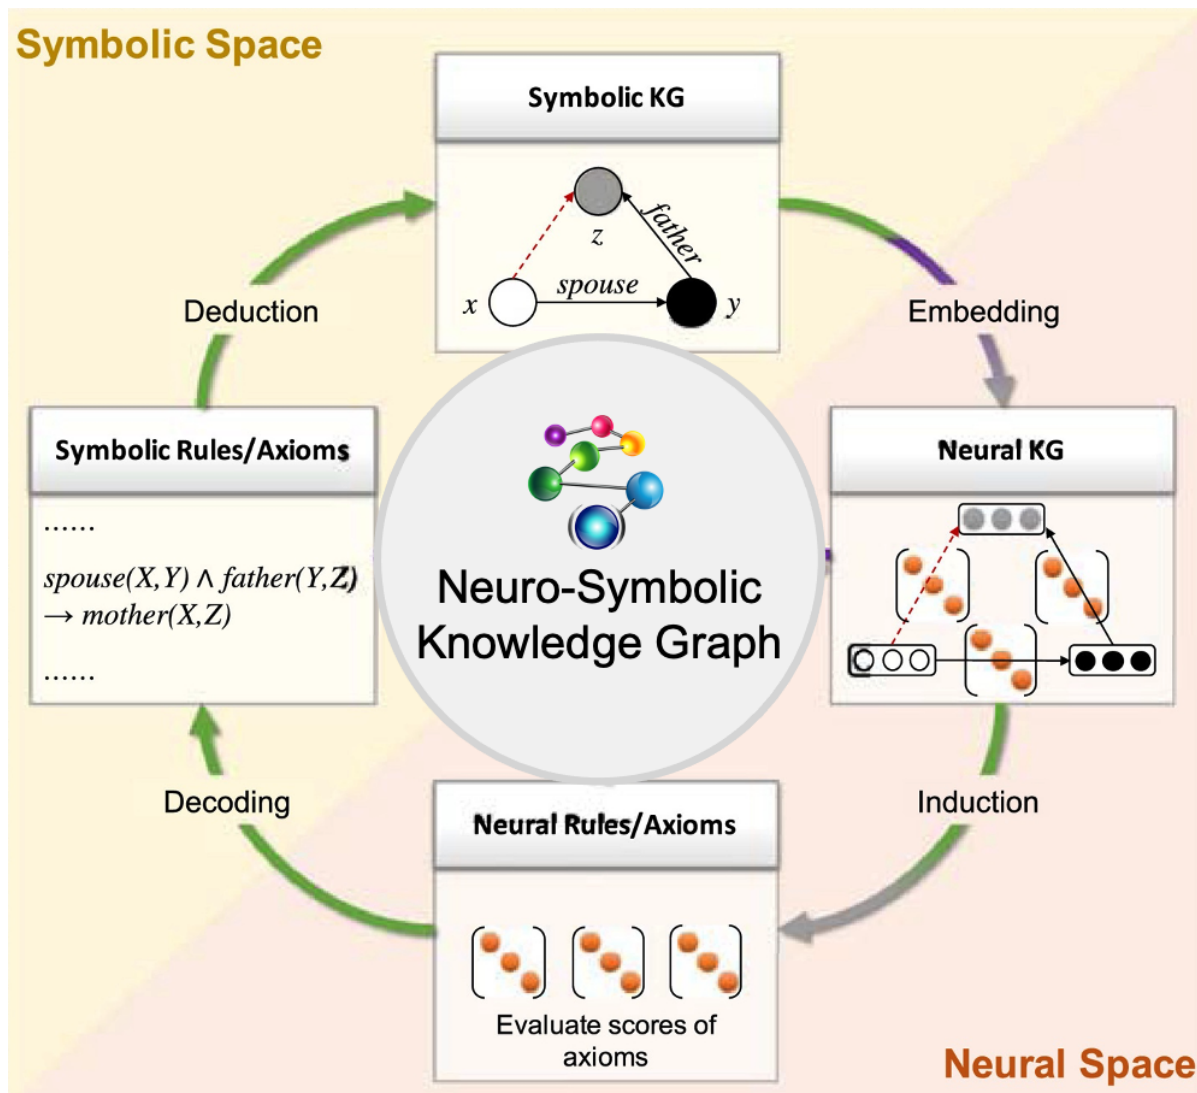 Symbolic Space
Symbolic KG
z
father
x
spouse
y
Deduction
Embedding
Symbolic Rules/Axioms
......
spouse(X,Y) ∧ father(Y,Z)
→ mother(X,Z)
......
Neural KG
Neuro-Symbolic
Knowledge Graph
Decoding
Induction
Neural Rules/Axioms
Evaluate scores of
axioms
Neural Space